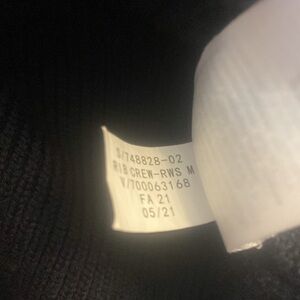 S/748828-02
RIB CREW-RWS M
V/700063168
FA 21
05/21